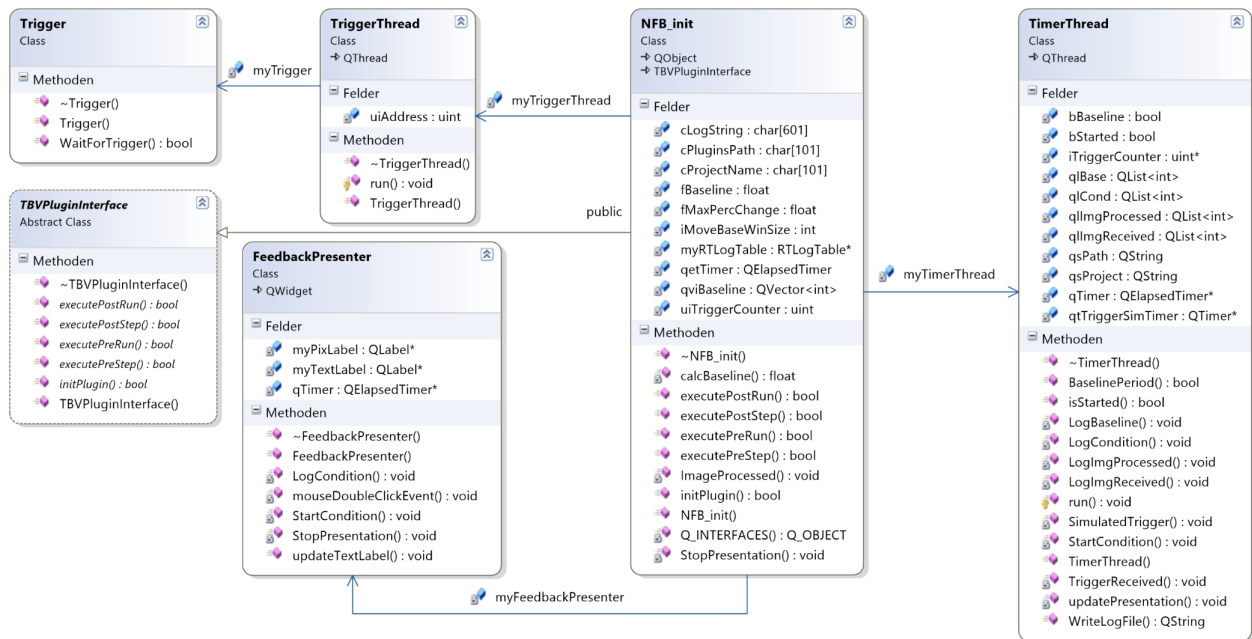 Trigger
Class
Methoden
~Trigger()
Trigger()
WaitForTrigger() : bool
TBVPluginInterface
Abstract Class
Methoden
~TBVPluginInterface()
executePostRun() : bool
executePostStep() : bool
executePreRun() : bool
executePreStep() : bool
initPlugin() : bool
TBVPluginInterface()
myTrigger
TriggerThread
Class
QThread
Felder
uiAddress : uint
Methoden
~TriggerThread()
run() : void
TriggerThread()
myTriggerThread
public
FeedbackPresenter
Class
QWidget
Felder
myPixLabel : QLabel*
myTextLabel : QLabel*
qTimer : QElapsedTimer*
Methoden
~FeedbackPresenter()
FeedbackPresenter()
LogCondition() : void
mouseDoubleClickEvent() : void
StartCondition() : void
StopPresentation() : void
updateTextLabel() : void
myFeedbackPresenter
NFB_init
Class
QObject
TBVPluginInterface
Felder
cLogString : char[601]
cPluginsPath : char[101]
cProjectName : char[101]
fBaseline : float
fMaxPercChange : float
iMoveBaseWinSize : int
myRTLogTable : RTLogTable*
qetTimer : QElapsedTimer
qviBaseline : QVector<int>
uiTriggerCounter : uint
Methoden
~NFB_init()
calcBaseline() : float
executePostRun() : bool
executePostStep() : bool
executePreRun() : bool
executePreStep() : bool
ImageProcessed() : void
initPlugin() : bool
NFB_init()
Q_INTERFACES() : Q_OBJECT
StopPresentation() : void
myTimerThread
TimerThread
Class
QThread
Felder
bBaseline : bool
bStarted : bool
iTriggerCounter : uint*
qlBase : QList<int>
qlCond : QList<int>
qlImgProcessed : QList<int>
qlImgReceived : QList<int>
qsPath : QString
qsProject : QString
qTimer : QElapsedTimer*
qtTriggerSimTimer : QTimer*
Methoden
~TimerThread()
BaselinePeriod() : bool
isStarted() : bool
LogBaseline() : void
LogCondition() : void
LogImgProcessed() : void
LogImgReceived() : void
run() : void
SimulatedTrigger() : void
StartCondition() : void
TimerThread()
TriggerReceived() : void
updatePresentation() : void
WriteLogFile() : QString